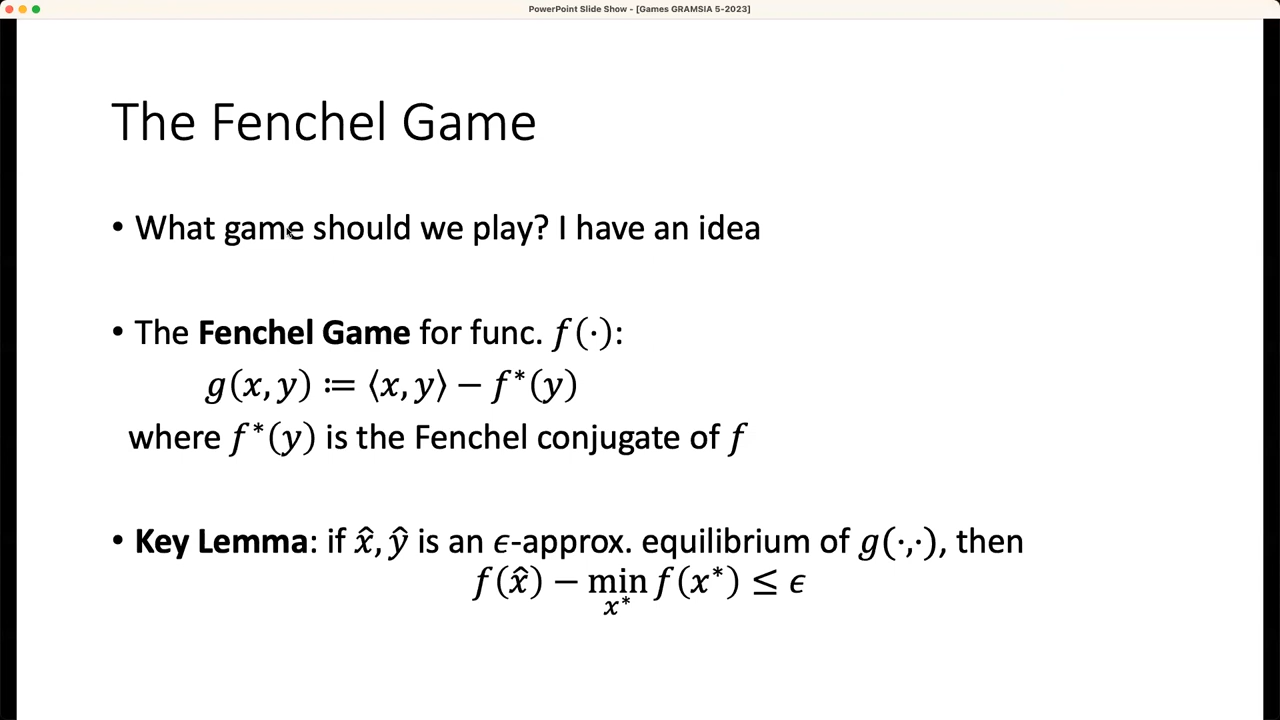 PowerPoint Slide Show - [Games GRAMSIA 5-2023]
The Fenchel Game
• What game should we play? I have an idea
• The Fenchel Game for func. f(·):
g(x, y) ≔ ⟨x, y⟩ − f*(y)
where f*(y) is the Fenchel conjugate of f
• Key Lemma: if x̂, ŷ is an ϵ-approx. equilibrium of g(·,·), then
f(x̂) − min f(x*) ≤ ϵ
x*